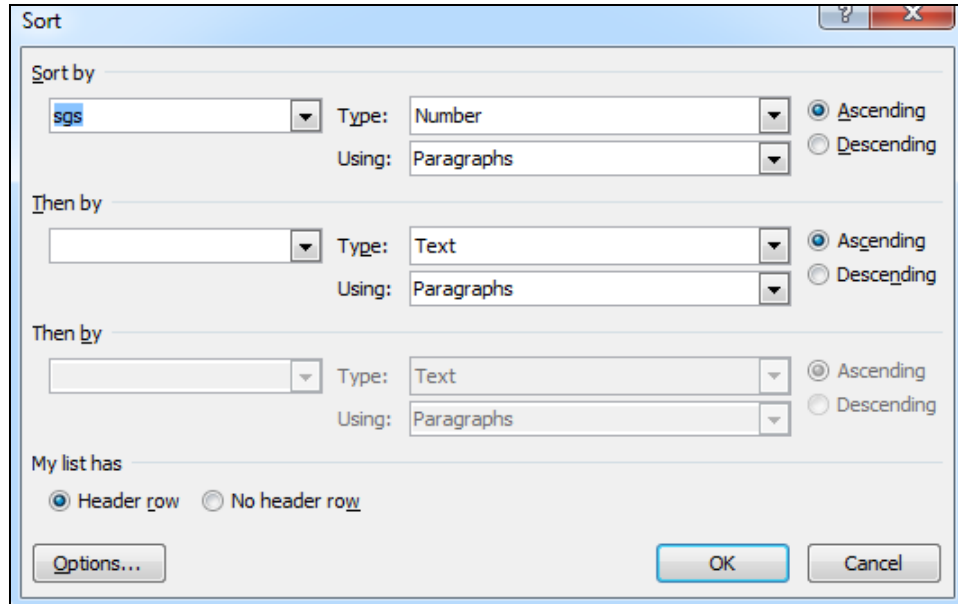 Sort
Sort by
sgs Type: Number Ascending
Using: Paragraphs Descending
Then by
Type: Text Ascending
Using: Paragraphs Descending
Then by
Type: Text Ascending
Using: Paragraphs Descending
My list has
Header row No header row
Options... OK Cancel